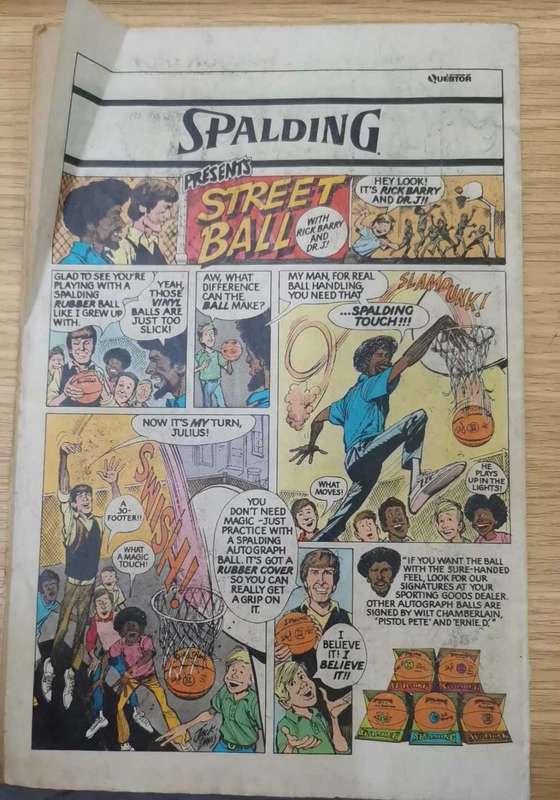 QUESTOR
SPALDING
PRESENTS
STREET
BALL
WITH
RICK BARRY
AND
DR. J!
HEY LOOK!
IT'S RICK BARRY
AND DR. J!!
GLAD TO SEE YOU'RE
PLAYING WITH A
SPALDING
RUBBER BALL
LIKE I GREW UP
WITH.
YEAH,
THOSE
VINYL
BALLS ARE
JUST TOO
SLICK!
AW, WHAT
DIFFERENCE
CAN THE
BALL MAKE?
MY MAN, FOR REAL
BALL HANDLING,
YOU NEED THAT
...SPALDING
TOUCH!!!
SLAMDUNK!
WHAT
MOVES!
HE
PLAYS
UP IN THE
LIGHTS!
NOW IT'S MY TURN,
JULIUS!
A
30-
FOOTER!!
WHAT
A MAGIC
TOUCH!
SWISH!!
YOU
DON'T NEED
MAGIC - JUST
PRACTICE WITH
A SPALDING
AUTOGRAPH
BALL. IT'S GOT A
RUBBER COVER
SO YOU CAN
REALLY GET
A GRIP ON
IT.
I
BELIEVE
IT! I
BELIEVE
IT!!
"IF YOU WANT THE BALL
WITH THE SURE-HANDED
FEEL, LOOK FOR OUR
SIGNATURES AT YOUR
SPORTING GOODS DEALER.
OTHER AUTOGRAPH BALLS ARE
SIGNED BY WILT CHAMBERLAIN,
"PISTOL PETE" AND "ERNIE D."